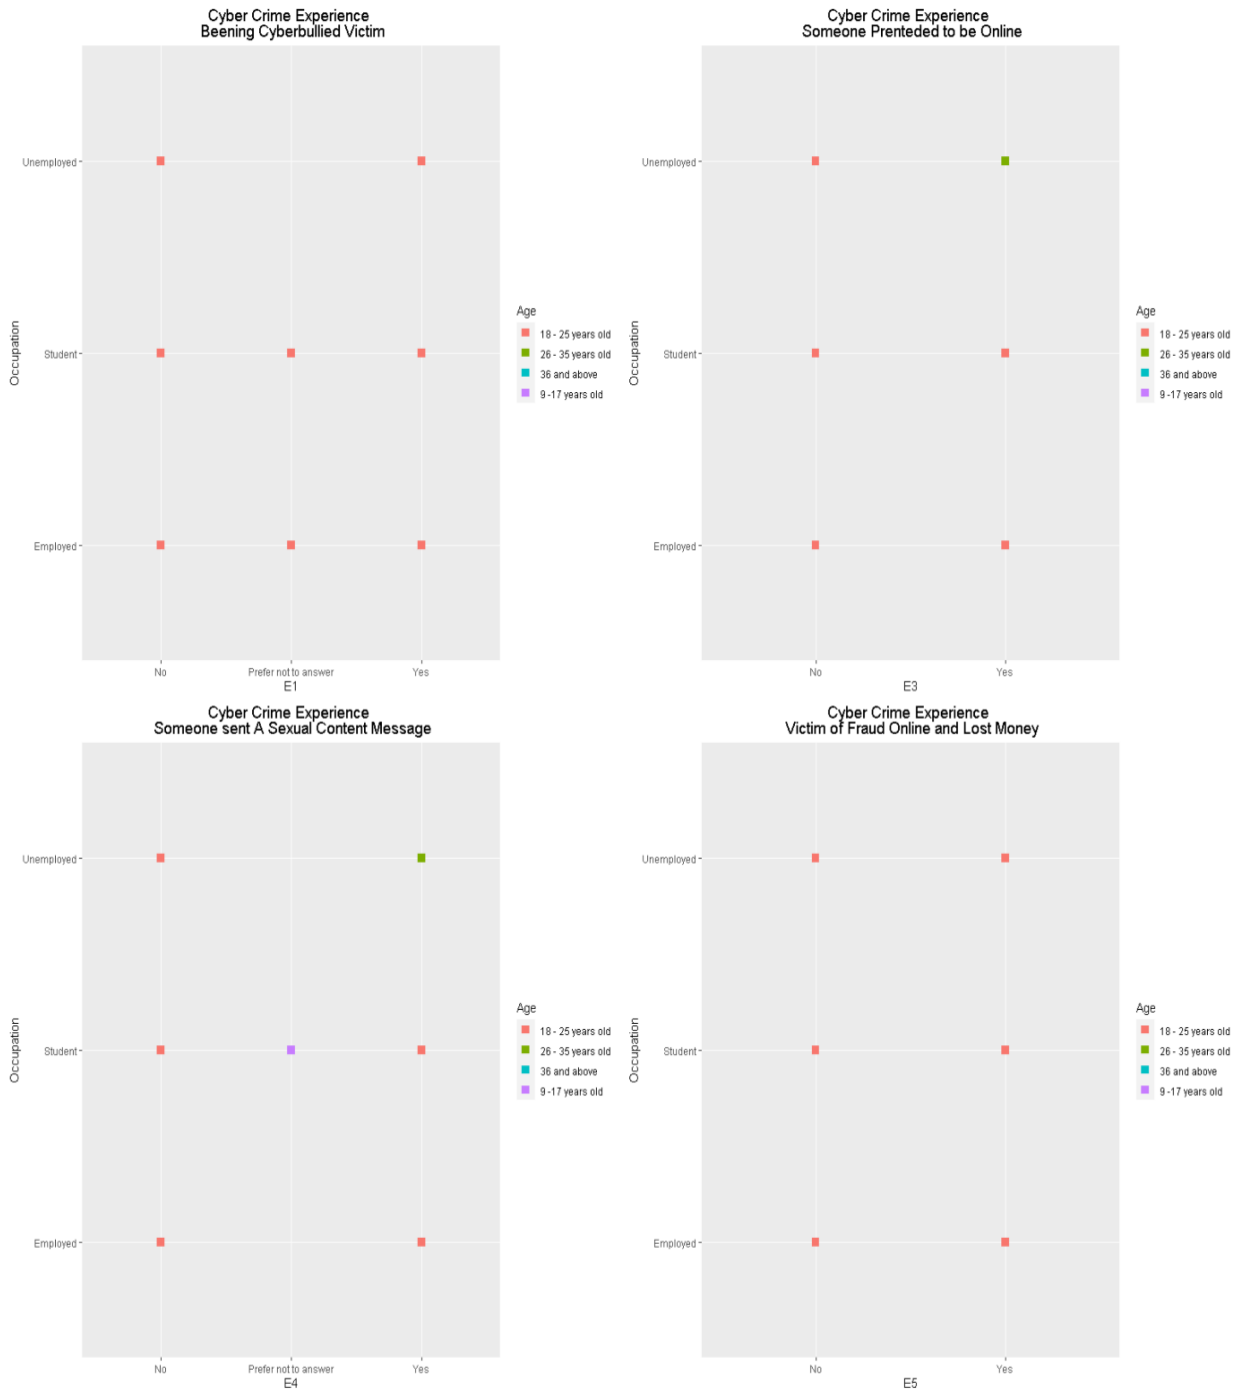 Cyber Crime Experience
Beening Cyberbullied Victim
Occupation
Unemployed
Student
Employed
No
Prefer not to answer
Yes
E1
Age
18 - 25 years old
26 - 35 years old
36 and above
9 -17 years old
Cyber Crime Experience
Someone Prenteded to be Online
Occupation
Unemployed
Student
Employed
No
Yes
E3
Age
18 - 25 years old
26 - 35 years old
36 and above
9 -17 years old
Cyber Crime Experience
Someone sent A Sexual Content Message
Occupation
Unemployed
Student
Employed
No
Prefer not to answer
Yes
E4
Age
18 - 25 years old
26 - 35 years old
36 and above
9 -17 years old
Cyber Crime Experience
Victim of Fraud Online and Lost Money
Occupation
Unemployed
Student
Employed
No
Yes
E5
Age
18 - 25 years old
26 - 35 years old
36 and above
9 -17 years old